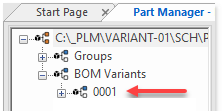 Start Page × Part Manager -
C:\_PLM\VARIANT-01\SCH\P
Groups
BOM Variants
0001